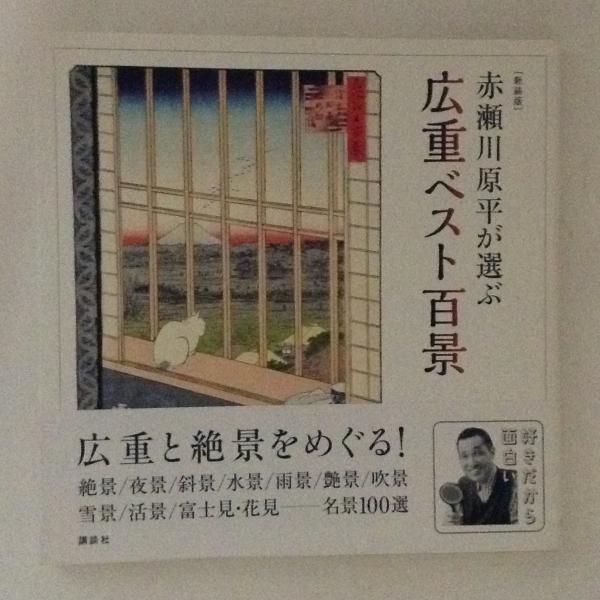 ［新装版］
赤瀬川原平が選ぶ
広重ベスト百景
広重と絶景をめぐる！
絶景/夜景/斜景/水景/雨景/艶景/吹景
雪景/活景/富士見・花見──名景100選
講談社
好きだから
面白い